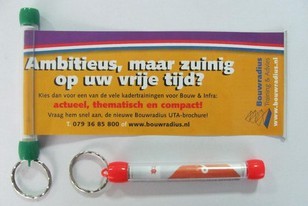 Ambitieus, maar zuinig
op uw vrije tijd?
Kies dan voor een van de vele kadertrainingen voor Bouw & Infra:
actueel, thematisch en compact!
Vraag hem snel aan, de nieuwe Bouwradius UTA-brochure!
T 079 36 85 800 www.bouwradius.nl
Bouwradius
Training & Advies
www.bouwradius.nl